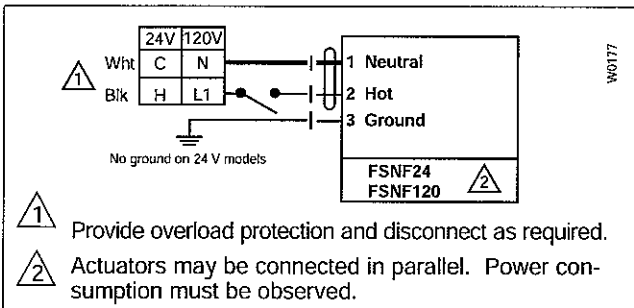 24V 120V
Wht C N 1 Neutral
1
Blk H L1 2 Hot
3 Ground
No ground on 24 V models
FSNF24
FSNF120
2
W0177
1 Provide overload protection and disconnect as required.
2 Actuators may be connected in parallel. Power con-
sumption must be observed.